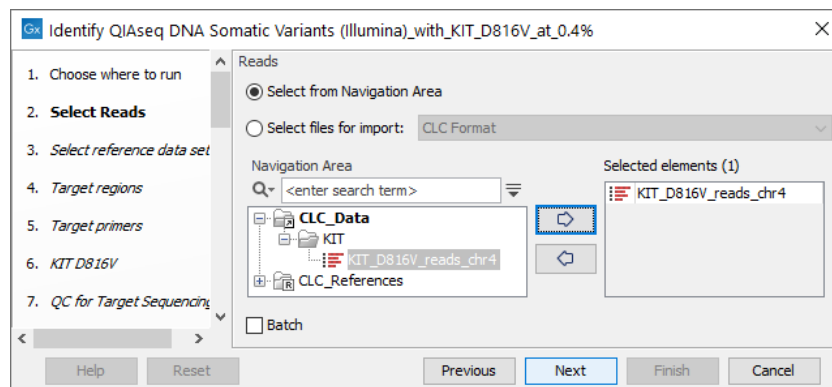 Gx Identify QIAseq DNA Somatic Variants (Illumina)_with_KIT_D816V_at_0.4%
1. Choose where to run
2. Select Reads
3. Select reference data set
4. Target regions
5. Target primers
6. KIT D816V
7. QC for Target Sequencing
Reads
Select from Navigation Area
Select files for import: CLC Format
Navigation Area
<enter search term>
CLC_Data
KIT
KIT_D816V_reads_chr4
CLC_References
Selected elements (1)
KIT_D816V_reads_chr4
Batch
Help Reset Previous Next Finish Cancel